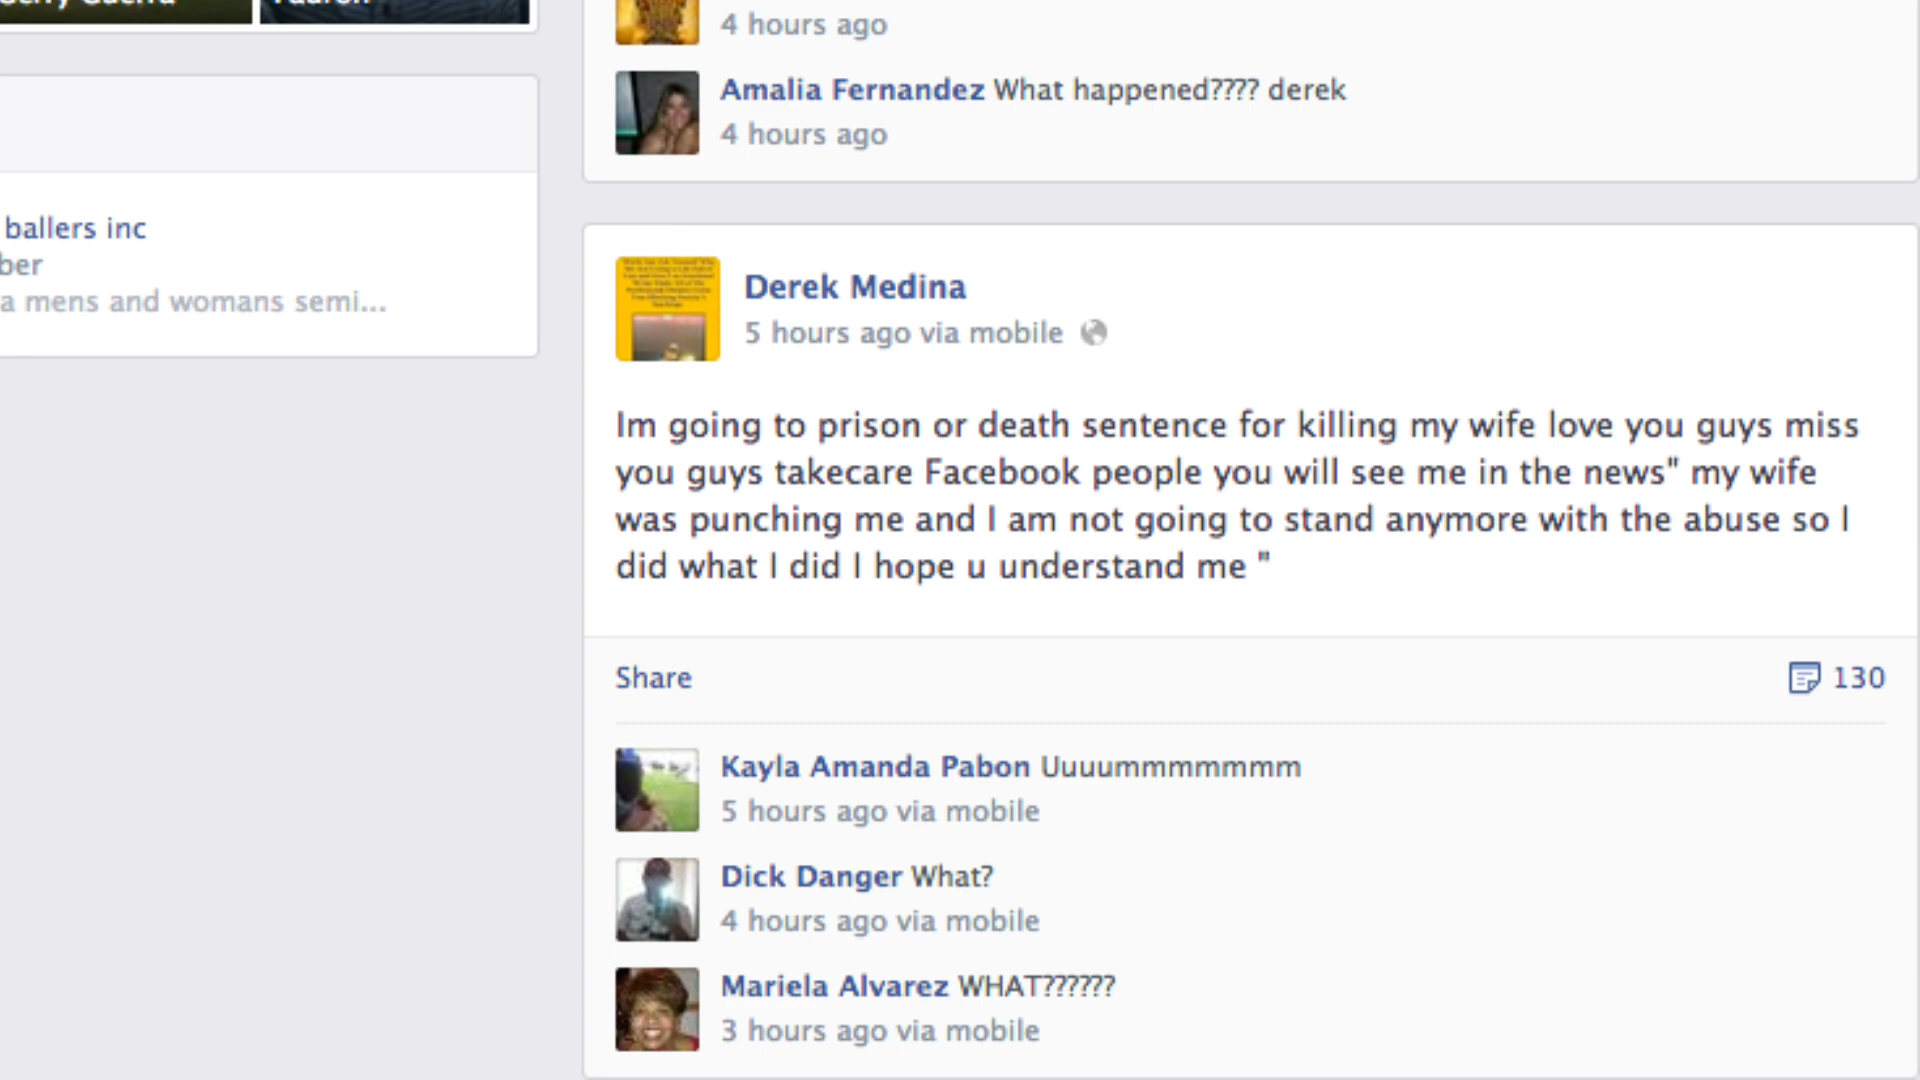 4 hours ago
Amalia Fernandez What happened???? derek
4 hours ago
ballers inc
ber
a mens and womans semi...
Derek Medina
5 hours ago via mobile
Im going to prison or death sentence for killing my wife love you guys miss
you guys takecare Facebook people you will see me in the news" my wife
was punching me and I am not going to stand anymore with the abuse so I
did what I did I hope u understand me "
Share
130
Kayla Amanda Pabon Uuuummmmmmm
5 hours ago via mobile
Dick Danger What?
4 hours ago via mobile
Mariela Alvarez WHAT??????
3 hours ago via mobile